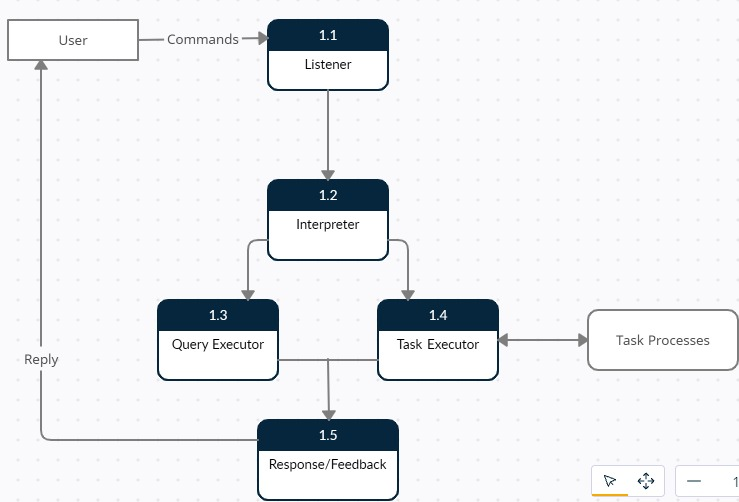 User
Commands
1.1
Listener
1.2
Interpreter
1.3
Query Executor
1.4
Task Executor
Task Processes
Reply
1.5
Response/Feedback
1